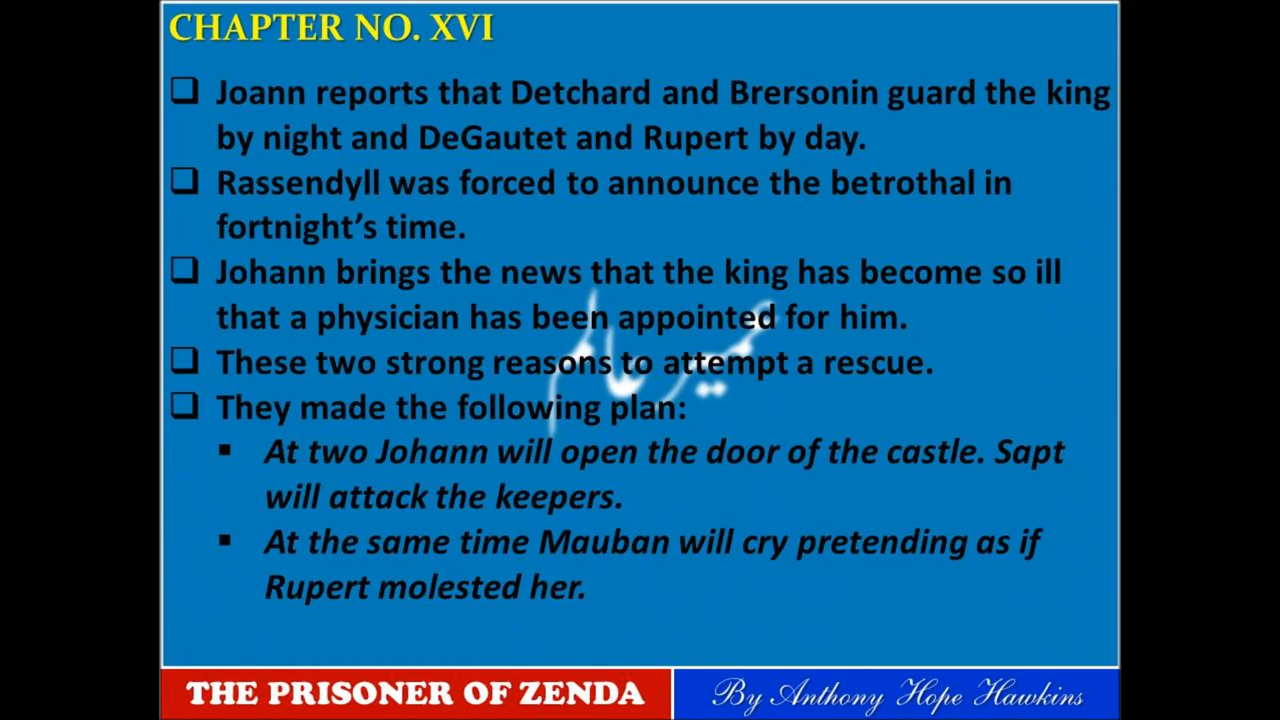 CHAPTER NO. XVI
Joann reports that Detchard and Brersonin guard the king
by night and DeGautet and Rupert by day.
Rassendyll was forced to announce the betrothal in
fortnight's time.
Johann brings the news that the king has become so ill
that a physician has been appointed for him.
These two strong reasons to attempt a rescue.
They made the following plan:
At two Johann will open the door of the castle. Sapt
will attack the keepers.
At the same time Mauban will cry pretending as if
Rupert molested her.
THE PRISONER OF ZENDA
By Anthony Hope Hawkins